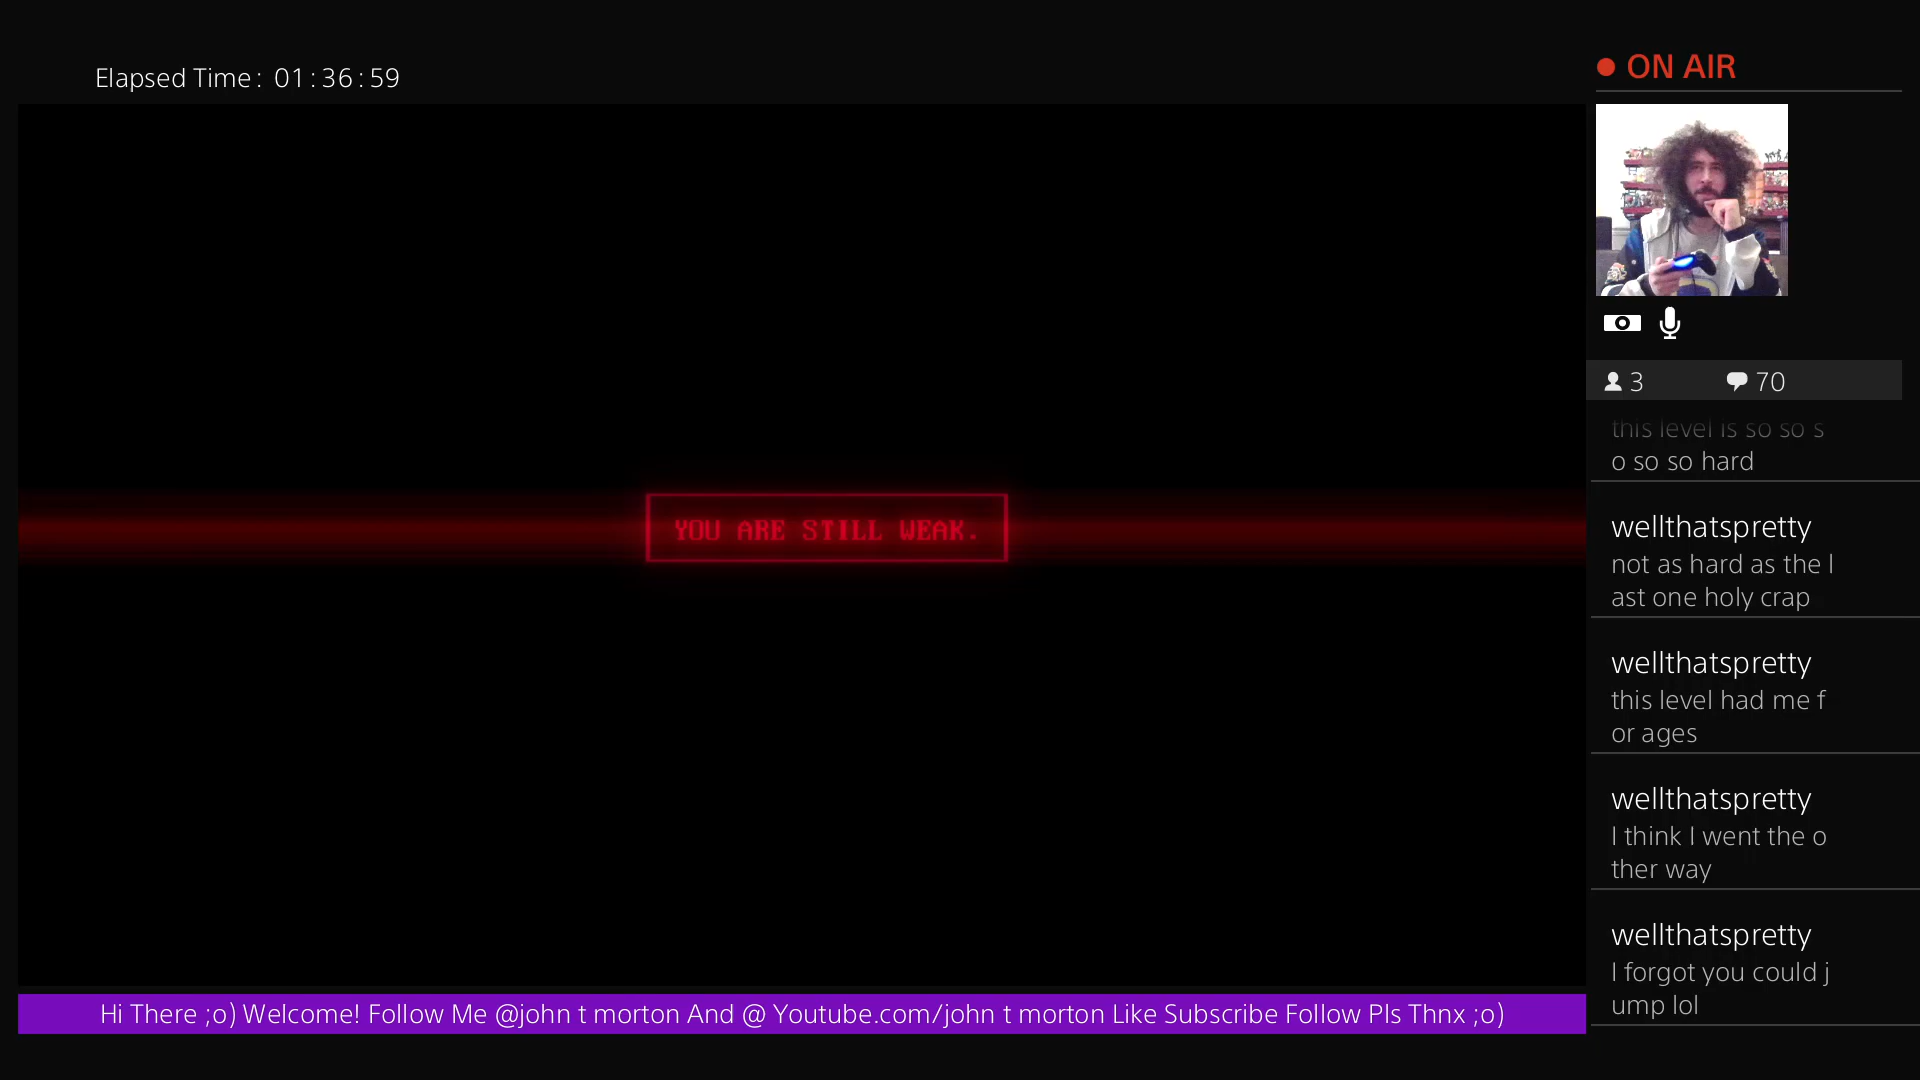 Elapsed Time: 01:36:59
ON AIR
3 70
this level is so so s
o so so hard
wellthatspretty
not as hard as the l
ast one holy crap
wellthatspretty
this level had me f
or ages
wellthatspretty
I think I went the o
ther way
wellthatspretty
I forgot you could j
ump lol
YOU ARE STILL WEAK.
Hi There ;o) Welcome! Follow Me @john t morton And @ Youtube.com/john t morton Like Subscribe Follow Pls Thnx ;o)